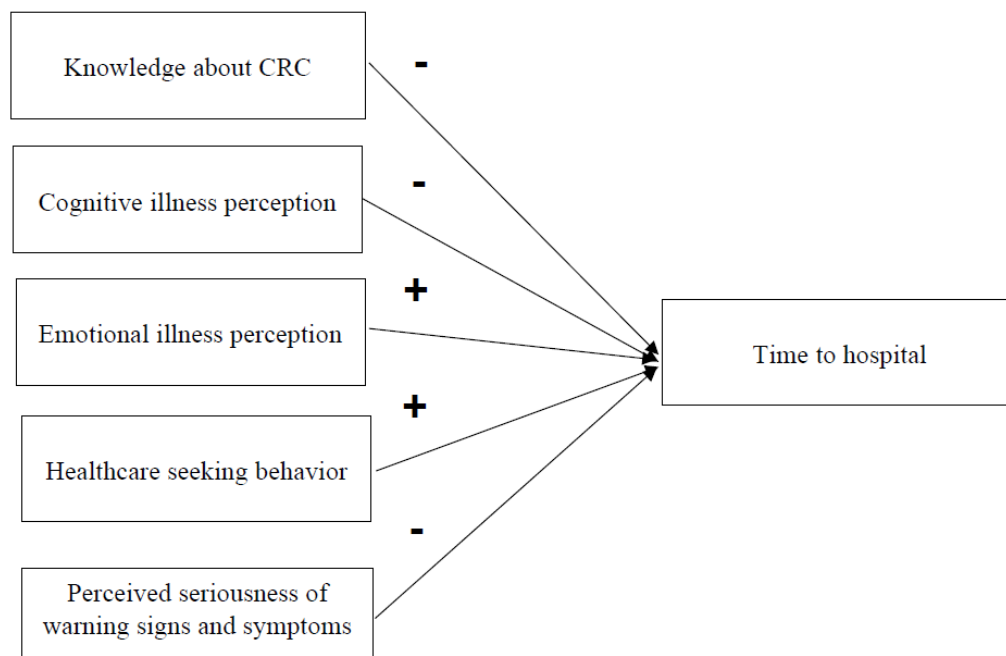 Knowledge about CRC
-
Cognitive illness perception
-
Emotional illness perception
+
Healthcare seeking behavior
+
Perceived seriousness of
warning signs and symptoms
-
Time to hospital